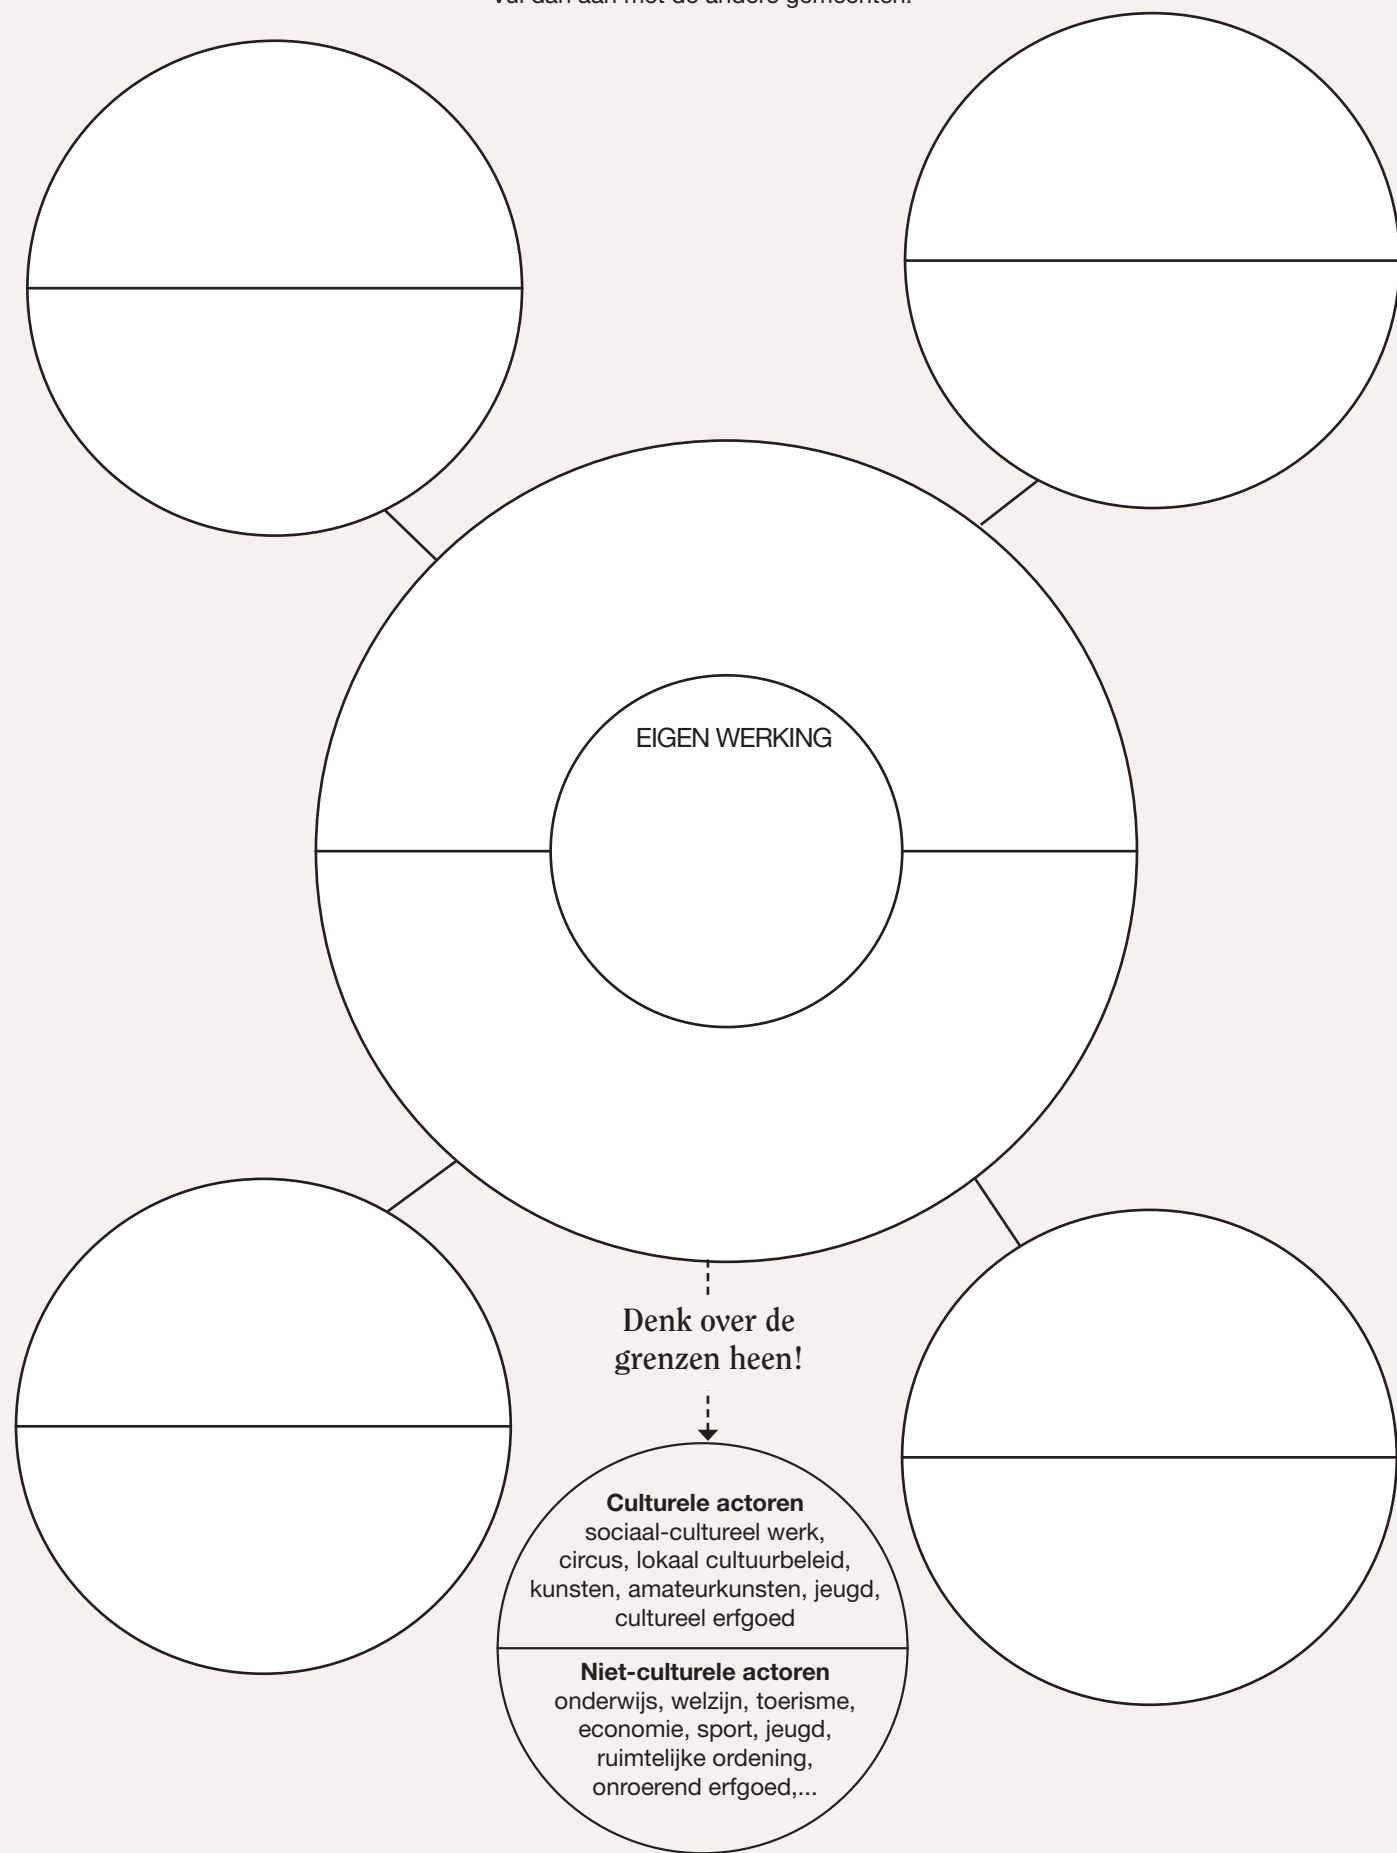 Vul dan aan met de andere gemeenten.
EIGEN WERKING
Denk over de
grenzen heen!
Culturele actoren
sociaal-cultureel werk,
circus, lokaal cultuurbeleid,
kunsten, amateurkunsten, jeugd,
cultureel erfgoed
Niet-culturele actoren
onderwijs, welzijn, toerisme,
economie, sport, jeugd,
ruimtelijke ordening,
onroerend erfgoed,...